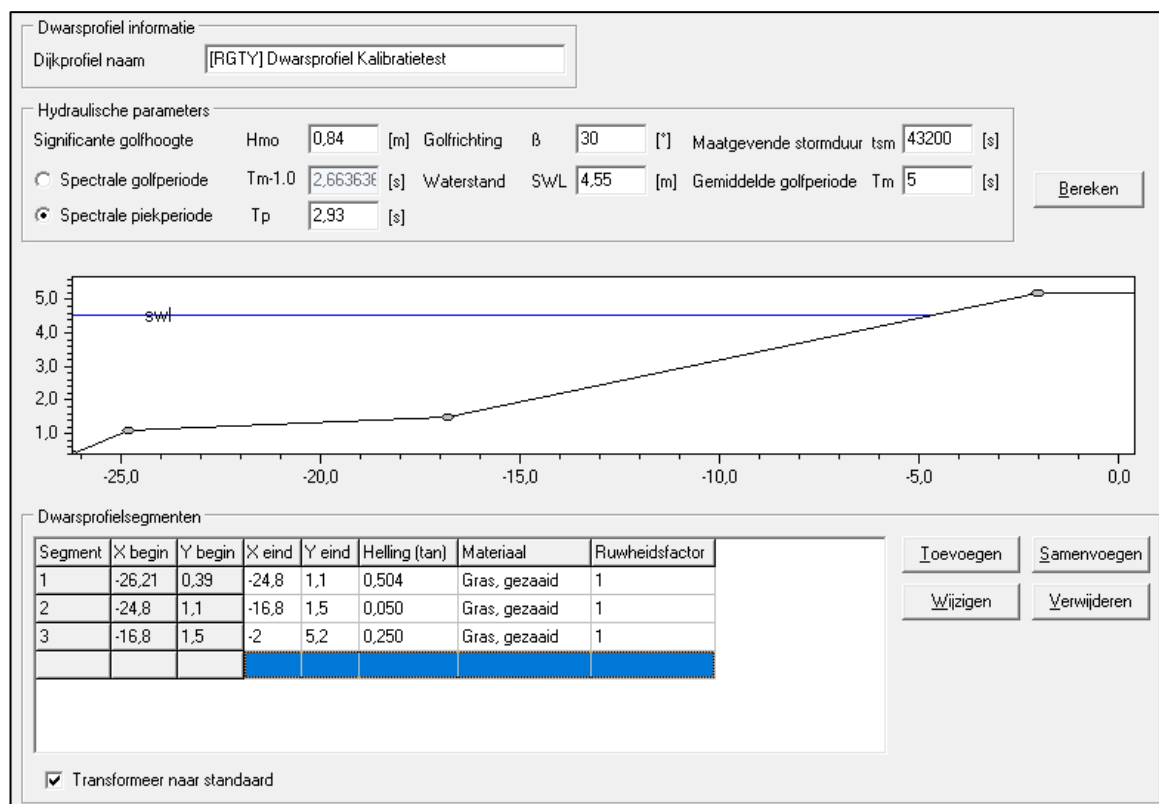 Dwarsprofiel informatie
Dijkprofiel naam [RGTY] Dwarsprofiel Kalibratietest
Hydraulische parameters
Significante golfhoogte Hmo 0,84 [m] Golfrichting ß 30 [°] Maatgevende stormduur tsm 43200 [s]
Spectrale golfperiode Tm-1.0 2,663636 [s] Waterstand SWL 4,55 [m] Gemiddelde golfperiode Tm 5 [s]
Bereken
Spectrale piekperiode Tp 2,93 [s]
5,0
swl
4,0
3,0
2,0
1,0
-25,0 -20,0 -15,0 -10,0 -5,0 0,0
Dwarsprofielsegmenten
Segment X begin Y begin X eind Y eind Helling (tan) Materiaal Ruwheidsfactor
1 -26,21 0,39 -24,8 1,1 0,504 Gras, gezaaid 1
2 -24,8 1,1 -16,8 1,5 0,050 Gras, gezaaid 1
3 -16,8 1,5 -2 5,2 0,250 Gras, gezaaid 1
Toevoegen Samenvoegen
Wijzigen Verwijderen
Transformeer naar standaard